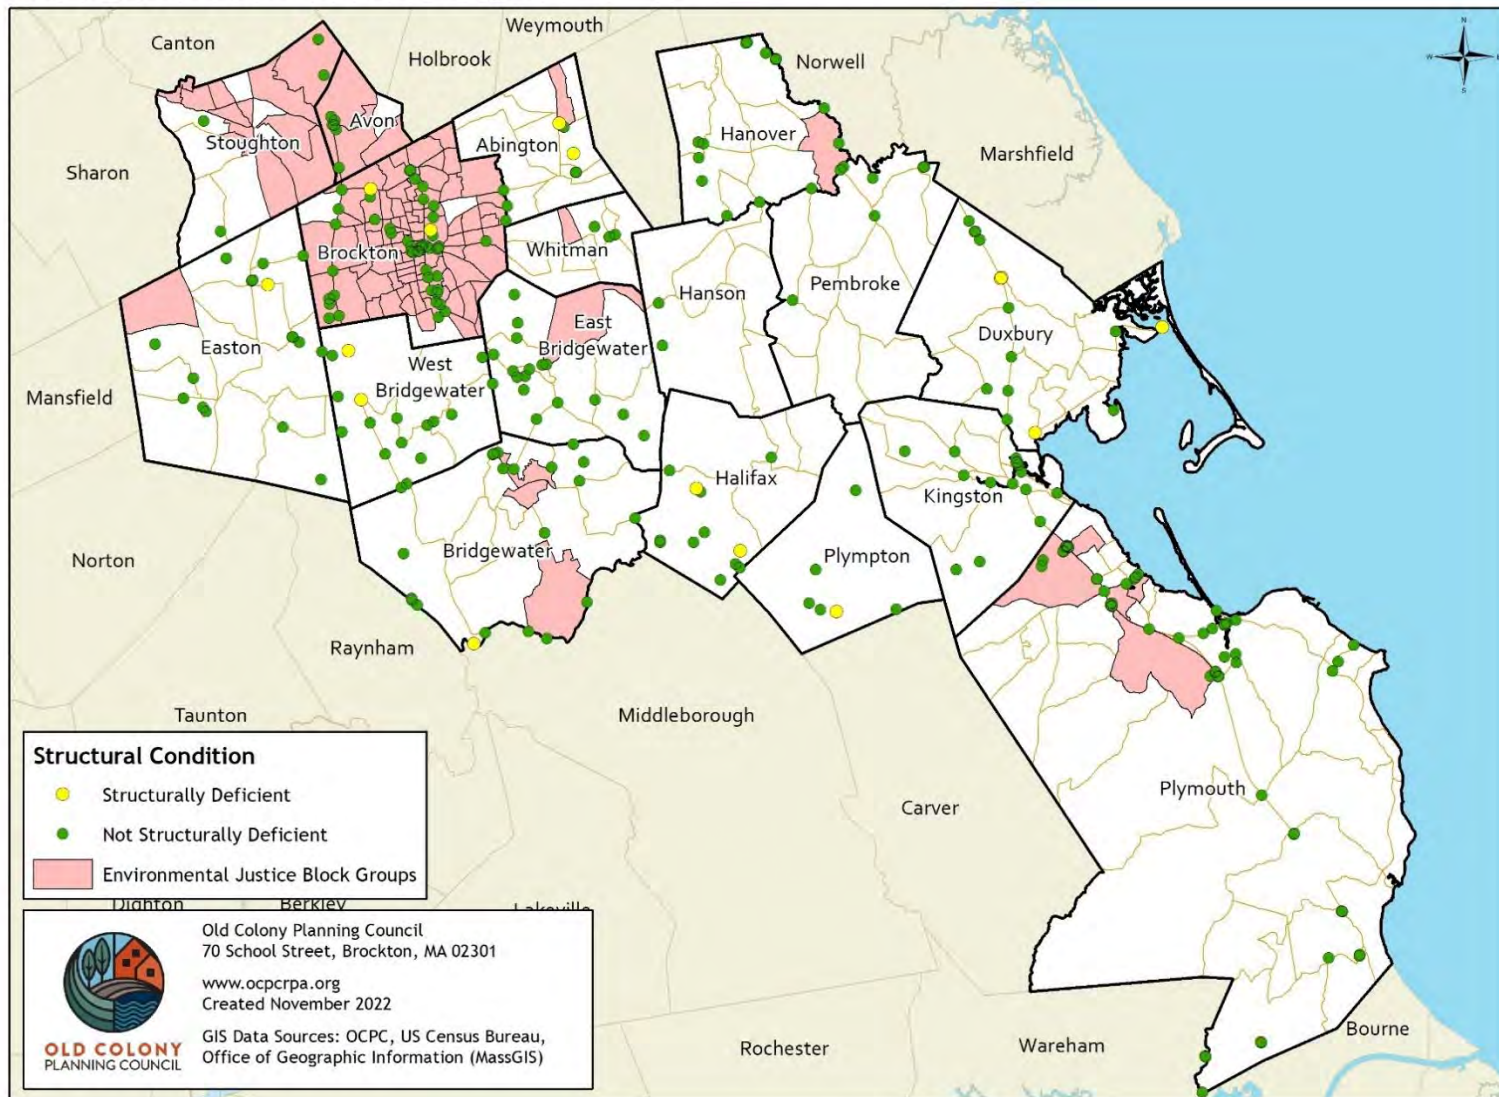 Weymouth
Canton
Holbrook
Norwell
N
W
S
Avon
Hanover
Stoughton
Abington
Marshfield
Sharon
Brockton
Whitman
Hanson
Pembroke
East
Bridgewater
Duxbury
Easton
West
Bridgewater
Mansfield
Halifax
Kingston
Norton
Bridgewater
Plympton
Raynham
Taunton
Middleborough
Plymouth
Carver
Structural Condition
Structurally Deficient
Not Structurally Deficient
Environmental Justice Block Groups
Dighton
Berkley
Lakeville
Old Colony Planning Council
70 School Street, Brockton, MA 02301
www.ocpcrpa.org
Created November 2022
GIS Data Sources: OCPC, US Census Bureau,
Office of Geographic Information (MassGIS)
OLD COLONY
PLANNING COUNCIL
Rochester
Wareham
Bourne